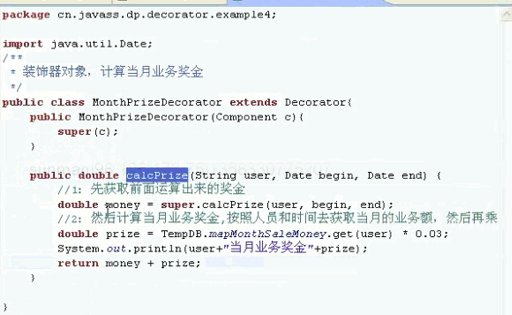 package cn.javass.dp.decorator.example4;
import java.util.Date;
/**
* 装饰器对象，计算当月业务奖金
*/
public class MonthPrizeDecorator extends Decorator{
public MonthPrizeDecorator(Component c){
super(c);
}
public double calcPrize(String user, Date begin, Date end) {
//1: 先获取前面运算出来的奖金
double money = super.calcPrize(user, begin, end);
//2: 然后计算当月业务奖金,按照人员和时间去获取当月的业务额，然后再乘
double prize = TempDB.mapMonthSaleMoney.get(user) * 0.03;
System.out.println(user+"当月业务奖金"+prize);
return money + prize;
}
}